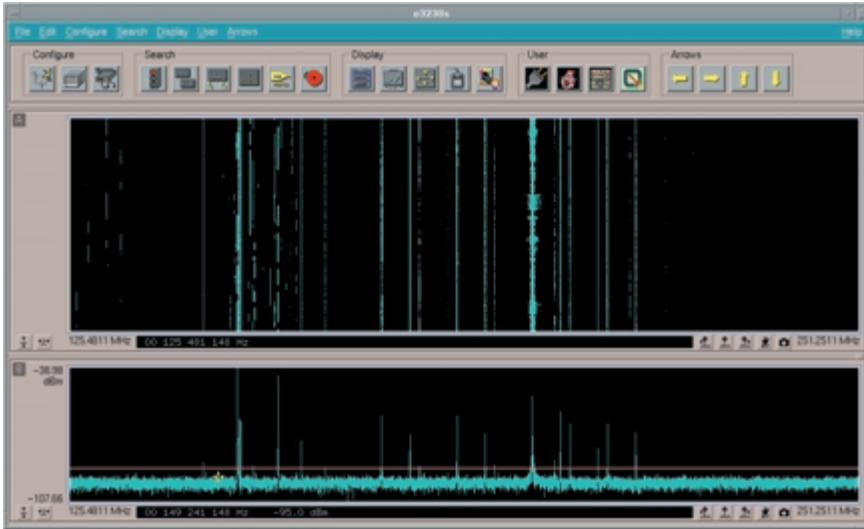 e3238s
File Edit Configure Search Display User Arrows Help
Configure Search Display User Arrows
A
125.4811 MHz 00 125 481 148 Hz 251.2511 MHz
B
-38.98
dBm
-107.66
125.4811 MHz 00 149 241 148 Hz -95.0 dBm 251.2511 MHz